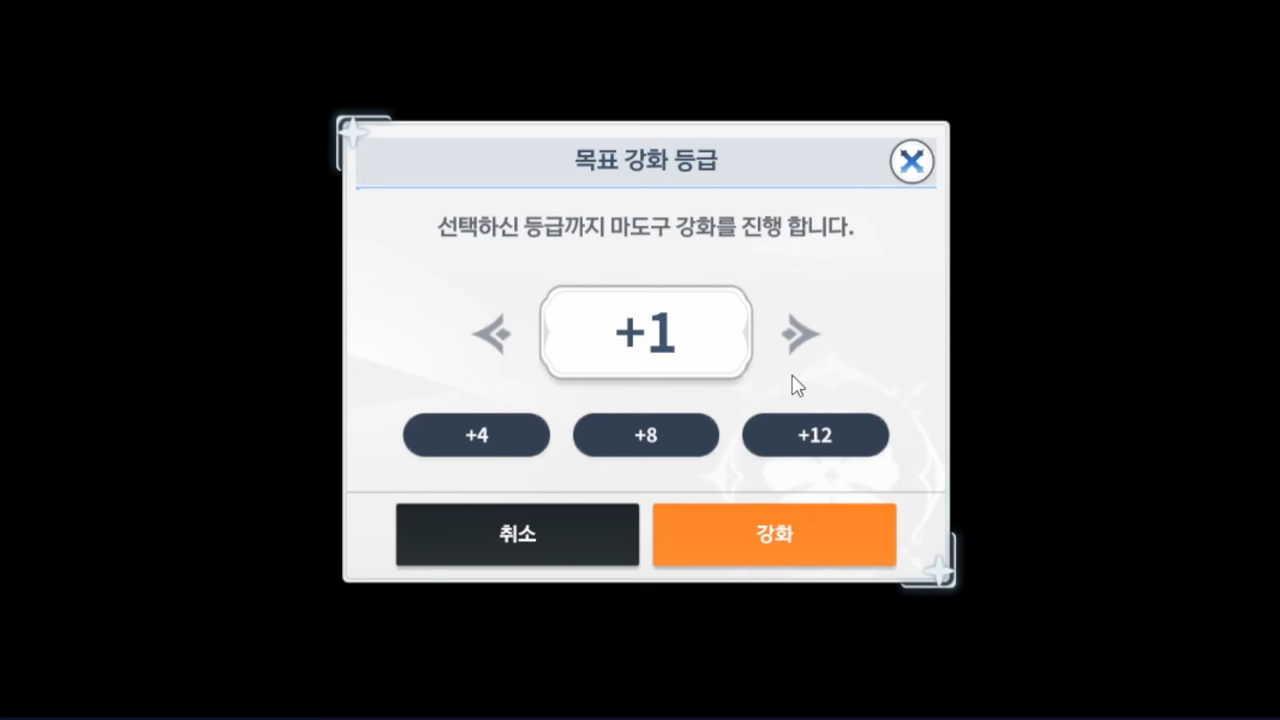 목표 강화 등급
선택하신 등급까지 마도구 강화를 진행 합니다.
+1
+4 +8 +12
취소 강화